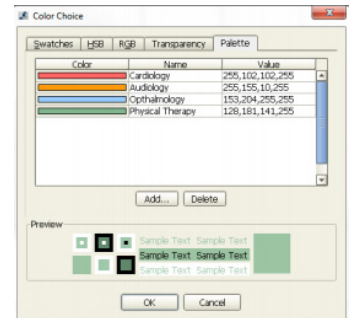 Color Choice
Swatches HSB RGB Transparency Palette
Color Name Value
Cardiology 255,102,102,255
Audiology 255,155,10,255
Opthalmology 153,204,255,255
Physical Therapy 128,181,141,255
Add... Delete
Preview
Sample Text Sample Text
Sample Text Sample Text
Sample Text Sample Text
OK Cancel